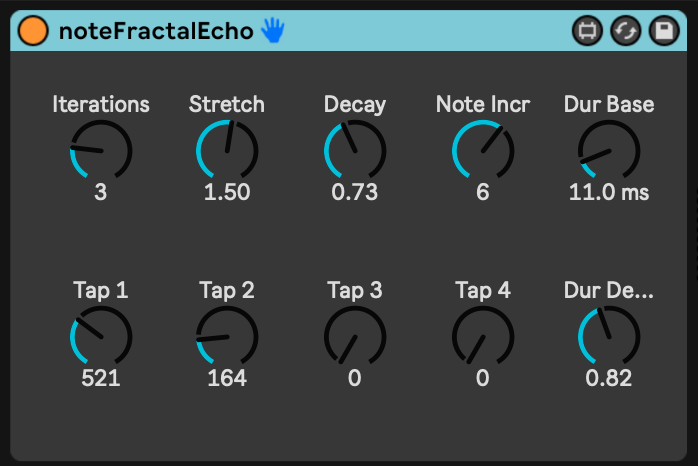 noteFractalEcho
Iterations Stretch Decay Note Incr Dur Base
3 1.50 0.73 6 11.0 ms
Tap 1 Tap 2 Tap 3 Tap 4 Dur De...
521 164 0 0 0.82